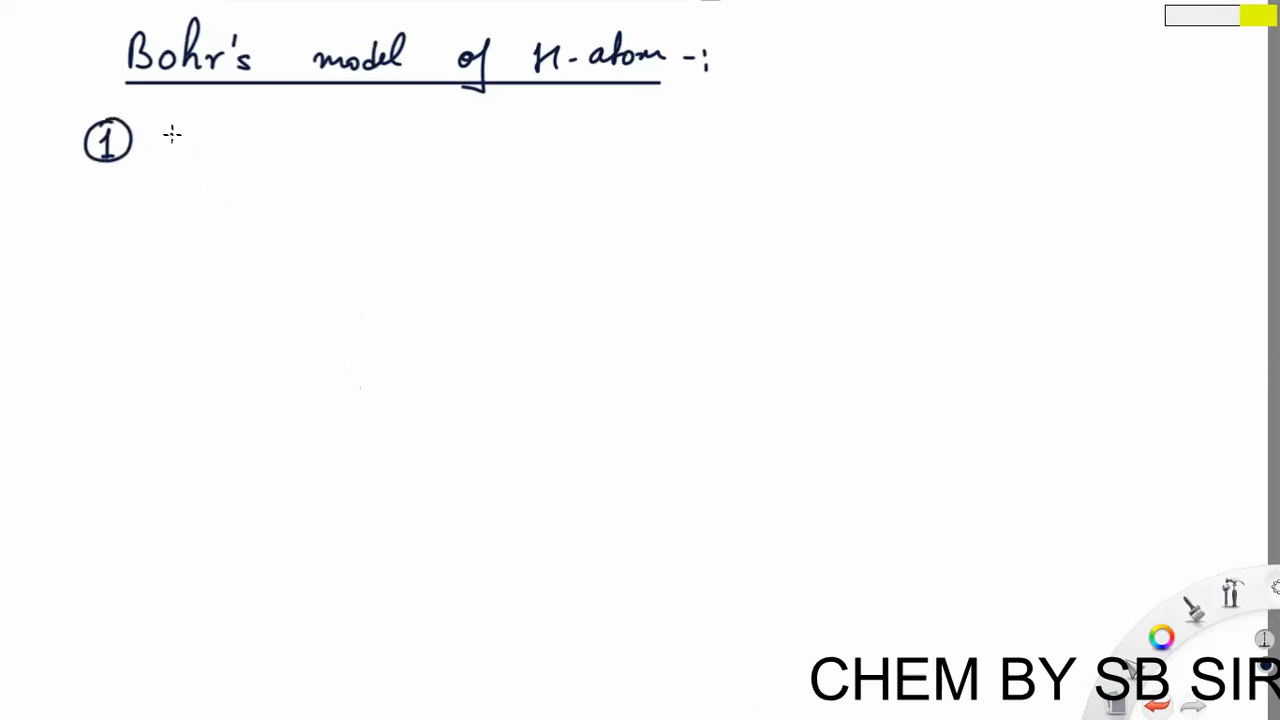 Bohr's model of H-atom -:
①
CHEM BY SB SIR